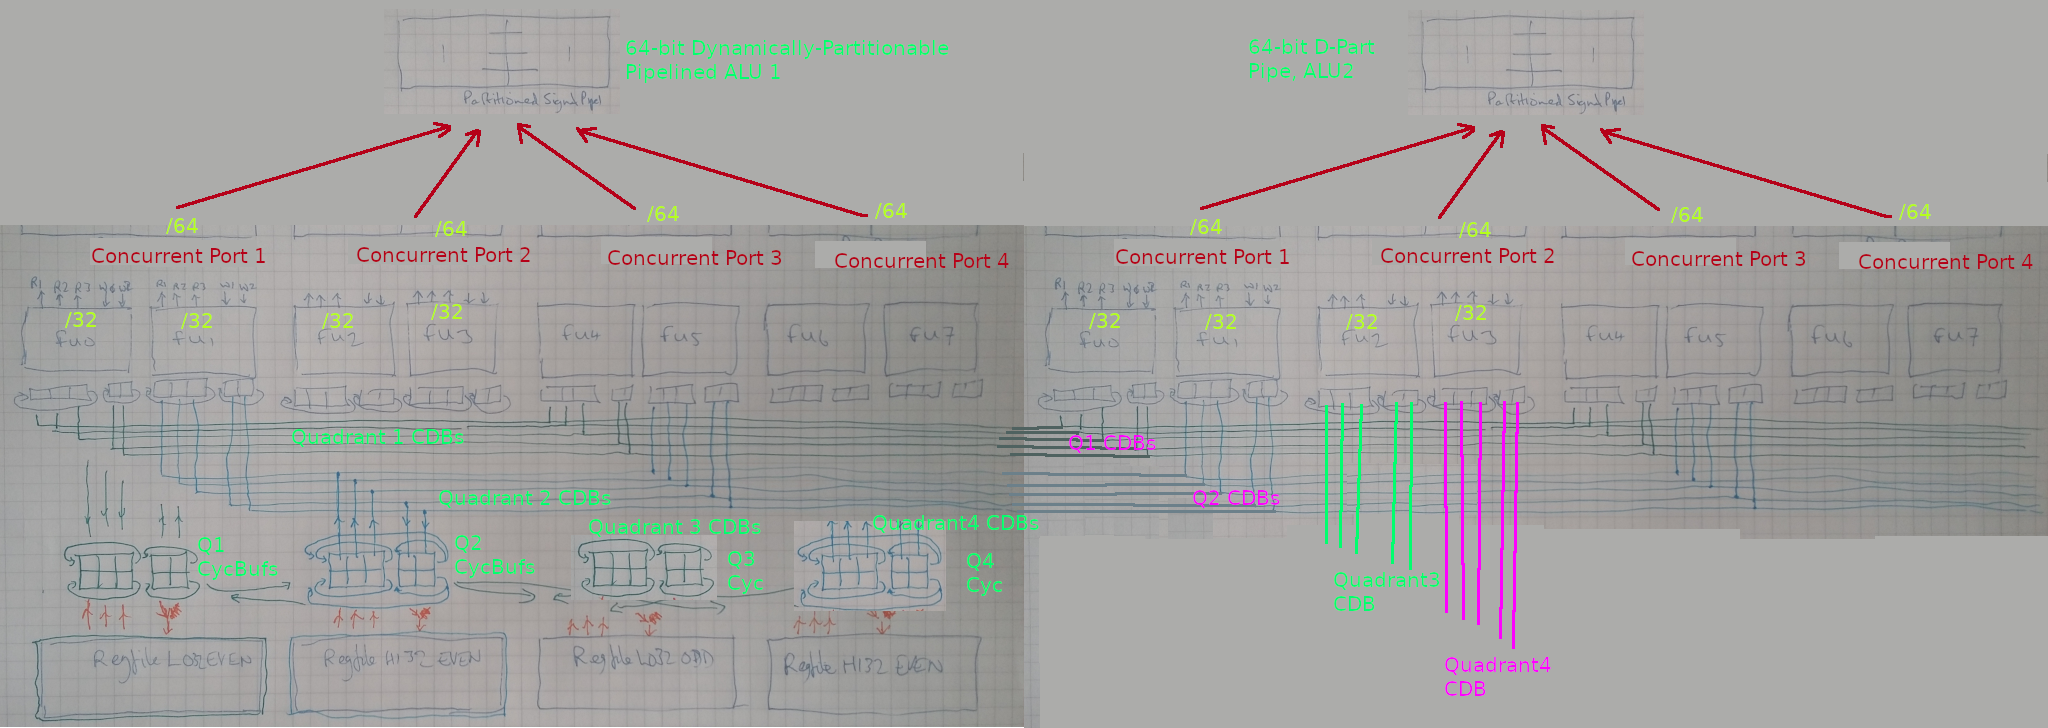 64-bit Dynamically-Partitionable
Pipelined ALU 1
Partitioned Signal Pipel
64-bit D-Part
Pipe, ALU2
Partitioned Signal Pipel
/64
/64
/64
/64
/64
/64
/64
/64
Concurrent Port 1
Concurrent Port 2
Concurrent Port 3
Concurrent Port 4
Concurrent Port 1
Concurrent Port 2
Concurrent Port 3
Concurrent Port 4
R1 R2 R3 W1 W2
R1 R2 R3 W1 W2
R1 R2 R3 W1 W2
R1 R2 R3 W1 W2
/32
/32
/32
/32
/32
/32
/32
/32
fu0
fu1
fu2
fu3
fu4
fu5
fu6
fu7
fu0
fu1
fu2
fu3
fu4
fu5
fu6
fu7
Quadrant 1 CDBs
Q1 CDBs
Quadrant 2 CDBs
Q2 CDBs
Quadrant 3 CDBs
Quadrant4 CDBs
Q1
CycBufs
Q2
CycBufs
Q3
Cyc
Q4
Cyc
Quadrant3
CDB
Regfile LO32 EVEN
Regfile HI32 EVEN
Regfile LO32 ODD
Regfile HI32 EVEN
Quadrant4
CDB